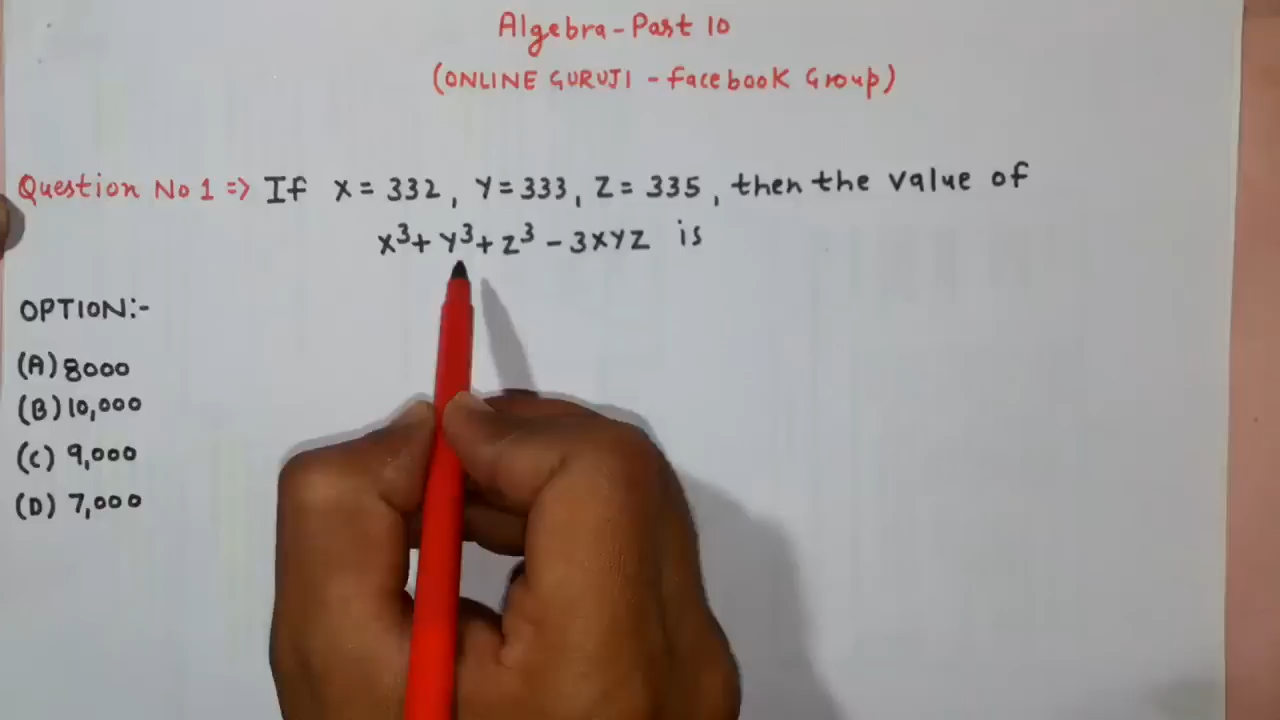 Algebra-Part 10
(ONLINE GURUJI - Facebook Group)
Question No 1 => If X = 332, Y = 333, Z = 335, then the value of
x³ + y³ + z³ - 3xyz is
OPTION:-
(A) 8000
(B) 10,000
(C) 9,000
(D) 7,000